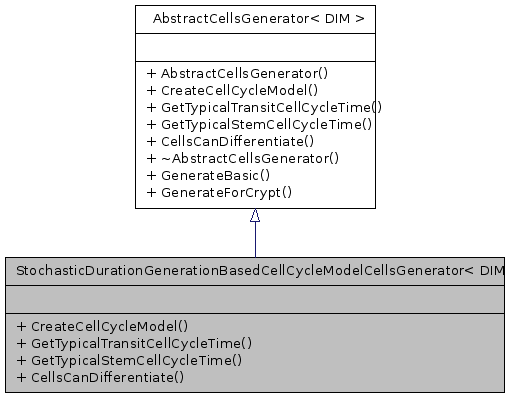 AbstractCellsGenerator< DIM >
+ AbstractCellsGenerator()
+ CreateCellCycleModel()
+ GetTypicalTransitCellCycleTime()
+ GetTypicalStemCellCycleTime()
+ CellsCanDifferentiate()
+ ~AbstractCellsGenerator()
+ GenerateBasic()
+ GenerateForCrypt()
StochasticDurationGenerationBasedCellCycleModelCellsGenerator< DIM
+ CreateCellCycleModel()
+ GetTypicalTransitCellCycleTime()
+ GetTypicalStemCellCycleTime()
+ CellsCanDifferentiate()